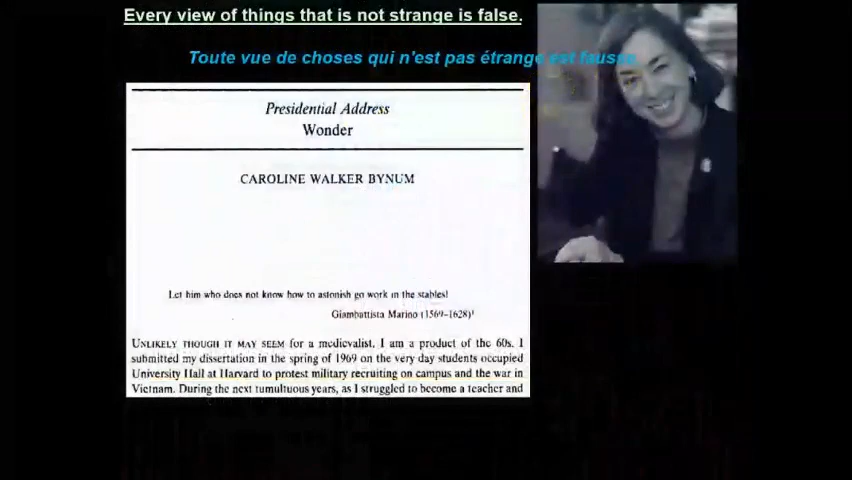 Every view of things that is not strange is false.
Toute vue de choses qui n'est pas étrange est fausse.
Presidential Address
Wonder
CAROLINE WALKER BYNUM
Let him who does not know how to astonish go work in the stables!
Giambattista Marino (1569–1628)¹
UNLIKELY THOUGH IT MAY SEEM for a medievalist, I am a product of the 60s. I
submitted my dissertation in the spring of 1969 on the very day students occupied
University Hall at Harvard to protest military recruiting on campus and the war in
Vietnam. During the next tumultuous years, as I struggled to become a teacher and